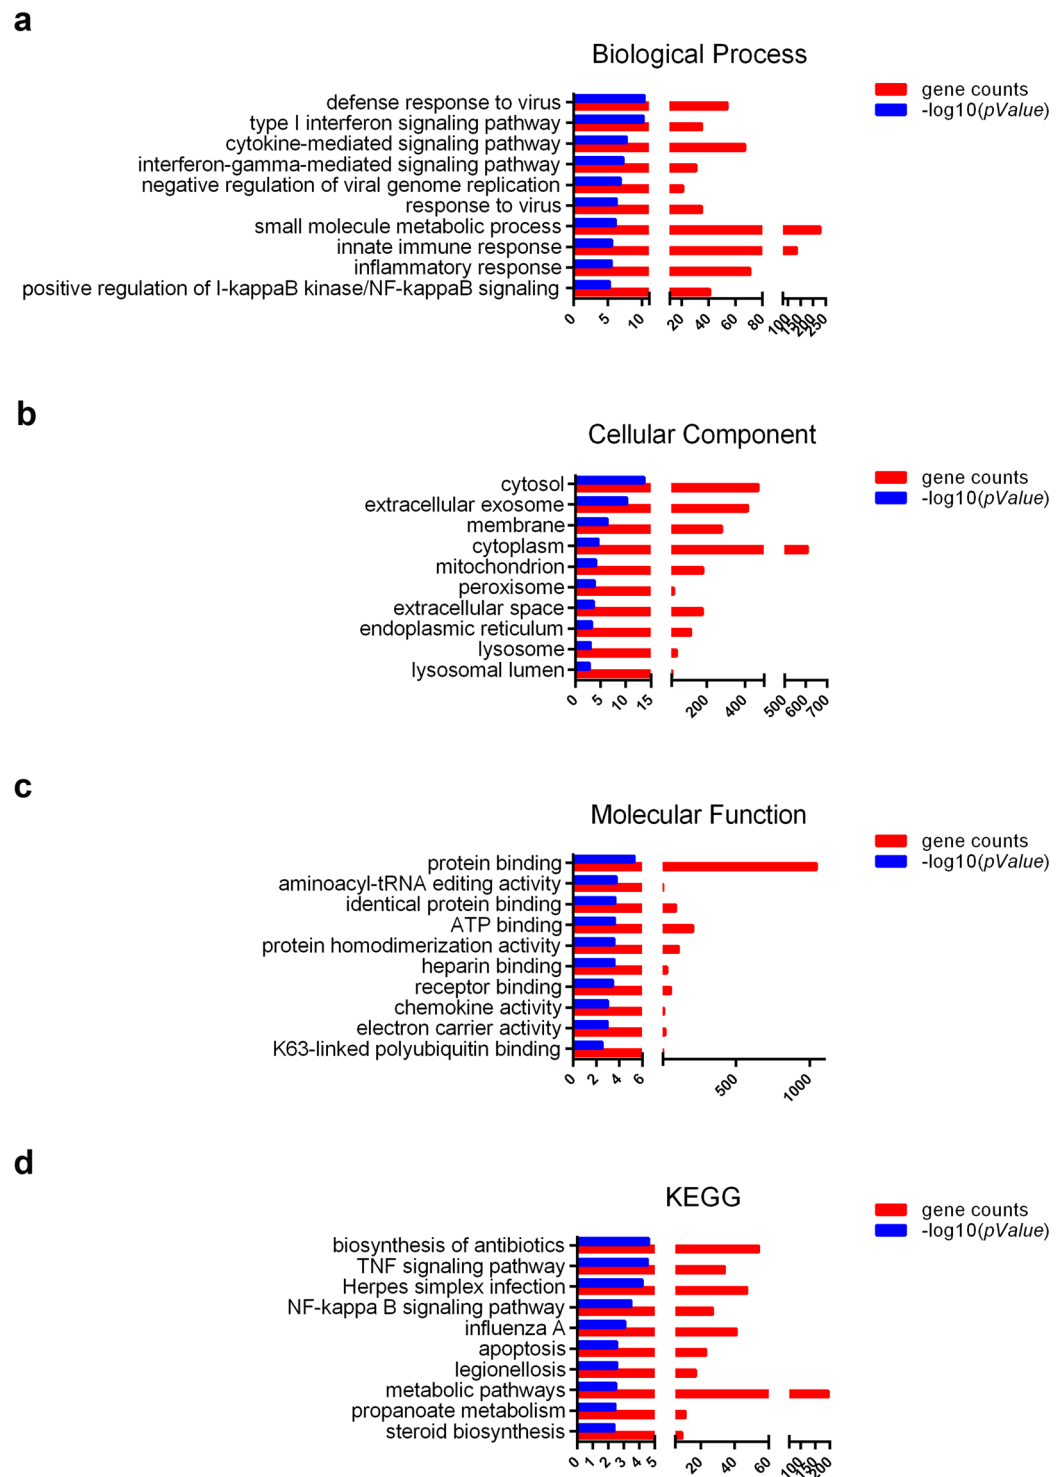 a
Biological Process
gene counts
-log10(pValue)
defense response to virus
type I interferon signaling pathway
cytokine-mediated signaling pathway
interferon-gamma-mediated signaling pathway
negative regulation of viral genome replication
response to virus
small molecule metabolic process
innate immune response
inflammatory response
positive regulation of I-kappaB kinase/NF-kappaB signaling
0 5 10 20 40 60 80 100 150 200 250
b
Cellular Component
gene counts
-log10(pValue)
cytosol
extracellular exosome
membrane
cytoplasm
mitochondrion
peroxisome
extracellular space
endoplasmic reticulum
lysosome
lysosomal lumen
0 5 10 15 200 400 500 600 700
c
Molecular Function
gene counts
-log10(pValue)
protein binding
aminoacyl-tRNA editing activity
identical protein binding
ATP binding
protein homodimerization activity
heparin binding
receptor binding
chemokine activity
electron carrier activity
K63-linked polyubiquitin binding
0 2 4 6 500 1000
d
KEGG
gene counts
-log10(pValue)
biosynthesis of antibiotics
TNF signaling pathway
Herpes simplex infection
NF-kappa B signaling pathway
influenza A
apoptosis
legionellosis
metabolic pathways
propanoate metabolism
steroid biosynthesis
0 1 2 3 4 5 20 40 60 100 150 200